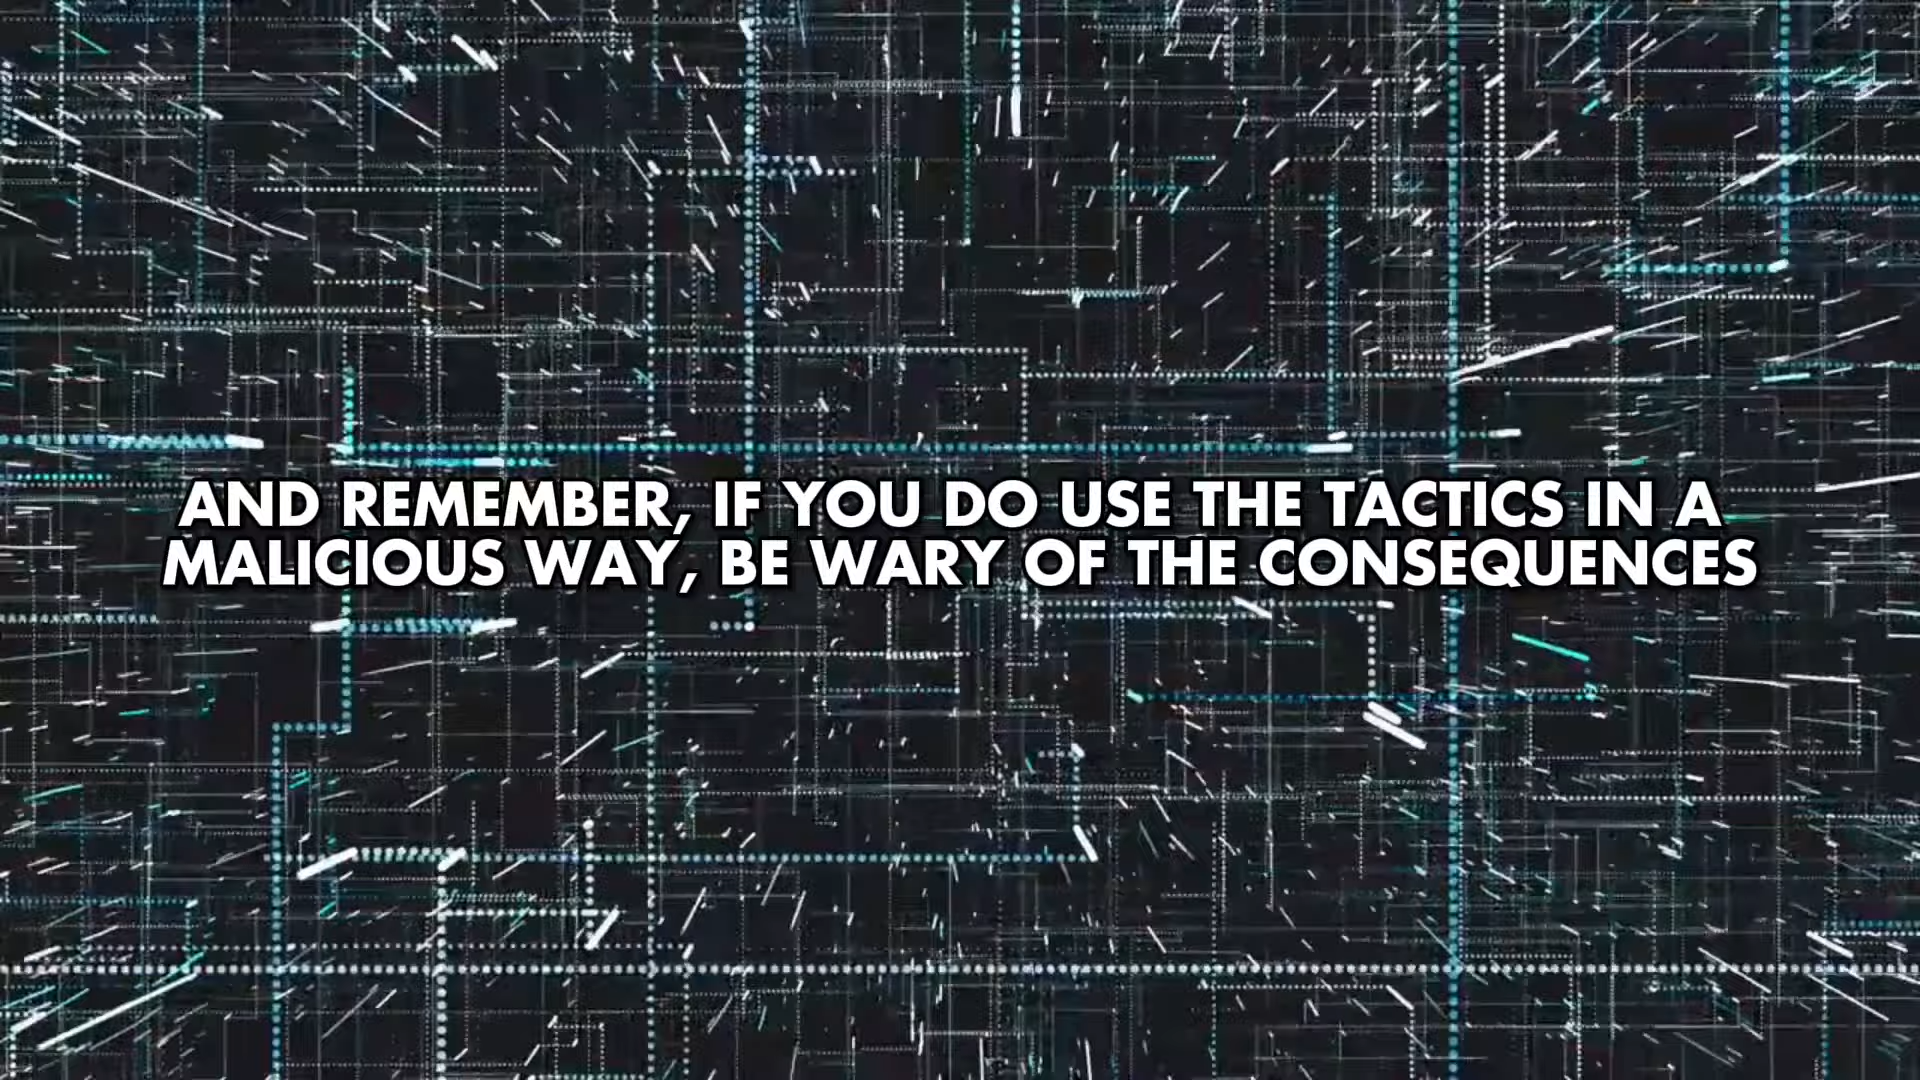 AND REMEMBER, IF YOU DO USE THE TACTICS IN A
MALICIOUS WAY, BE WARY OF THE CONSEQUENCES